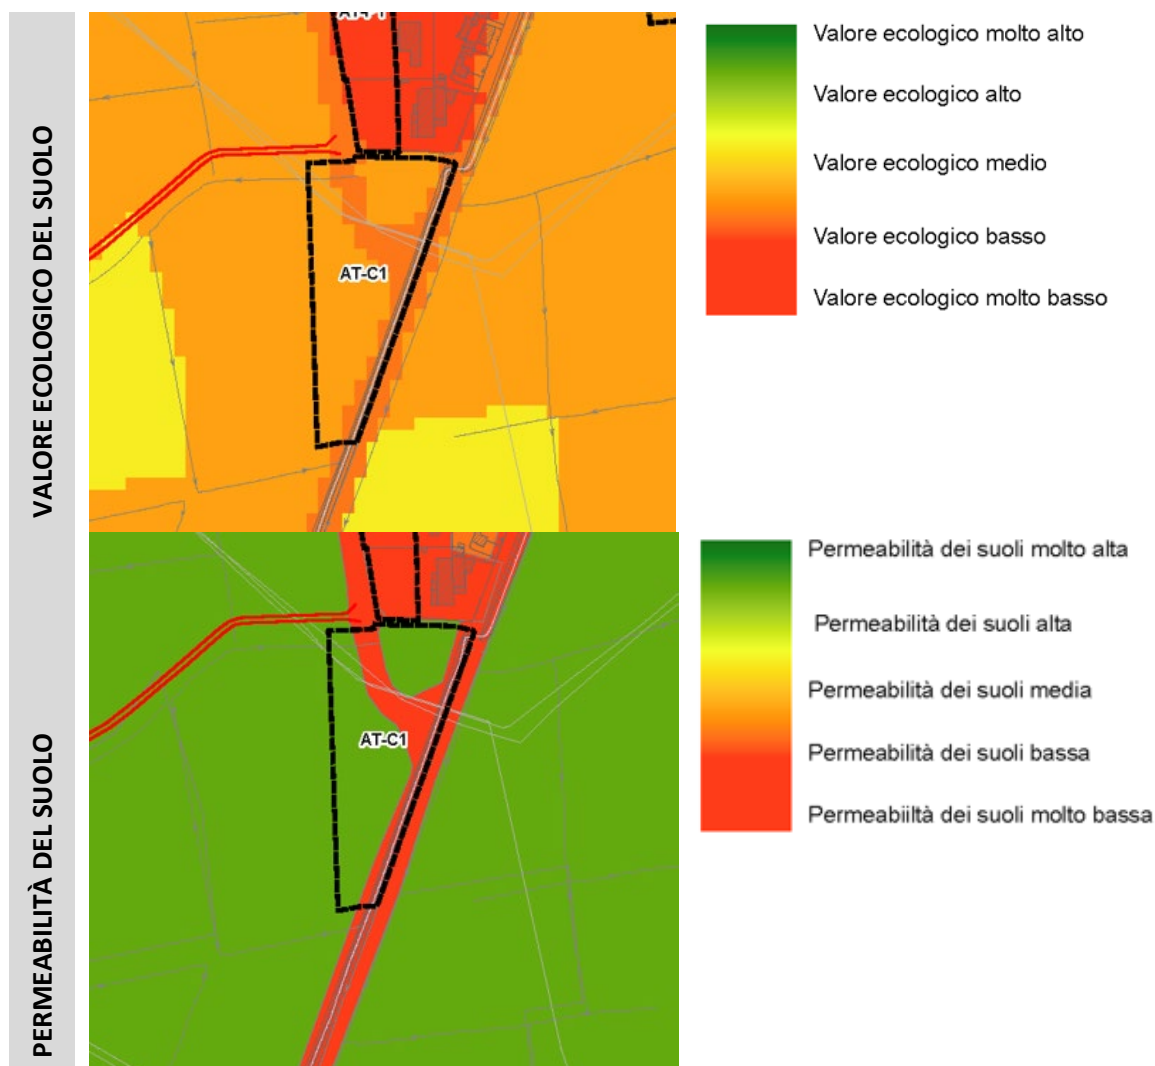 VALORE ECOLOGICO DEL SUOLO
AT-C1
Valore ecologico molto alto
Valore ecologico alto
Valore ecologico medio
Valore ecologico basso
Valore ecologico molto basso
PERMEABILITÀ DEL SUOLO
AT-C1
Permeabilità dei suoli molto alta
Permeabilità dei suoli alta
Permeabilità dei suoli media
Permeabilità dei suoli bassa
Permeabiiltà dei suoli molto bassa